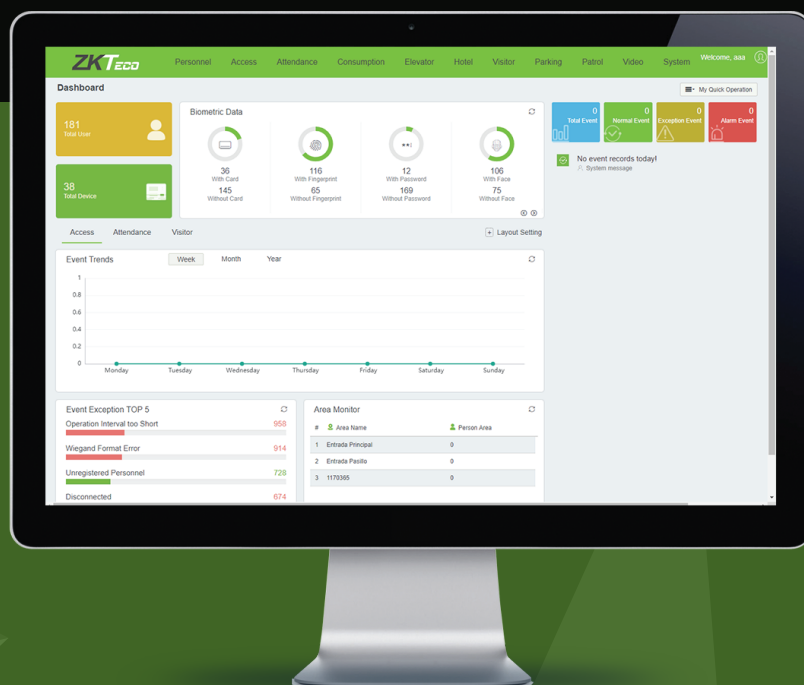 ZKTECO
Personnel Access Attendance Consumption Elevator Hotel Visitor Parking Patrol Video System Welcome, aaa
Dashboard
My Quick Operation
181
Total User
38
Total Device
Biometric Data
36
With Card
145
Without Card
116
With Fingerprint
65
Without Fingerprint
12
With Password
169
Without Password
106
With Face
75
Without Face
0
Total Event
0
Normal Event
0
Exception Event
0
Alarm Event
No event records today!
System message
Access Attendance Visitor
Layout Setting
Event Trends Week Month Year
1
0.8
0.6
0.4
0.2
0
Monday Tuesday Wednesday Thursday Friday Saturday Sunday
Event Exception TOP 5
Operation Interval too Short 958
Wiegand Format Error 914
Unregistered Personnel 728
Disconnected 674
Area Monitor
# Area Name Person Area
1 Entrada Principal 0
2 Entrada Pasillo 0
3 1170365 0